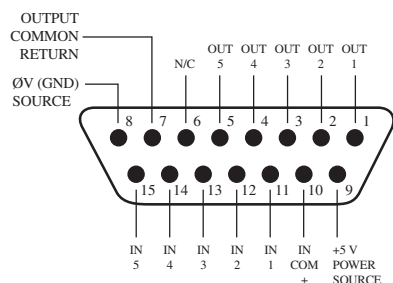 OUTPUT
COMMON
RETURN
ØV (GND)
SOURCE
N/C
OUT
5
OUT
4
OUT
3
OUT
2
OUT
1
8 7 6 5 4 3 2 1
15 14 13 12 11 10 9
IN
5
IN
4
IN
3
IN
2
IN
1
IN
COM
+
+5 V
POWER
SOURCE